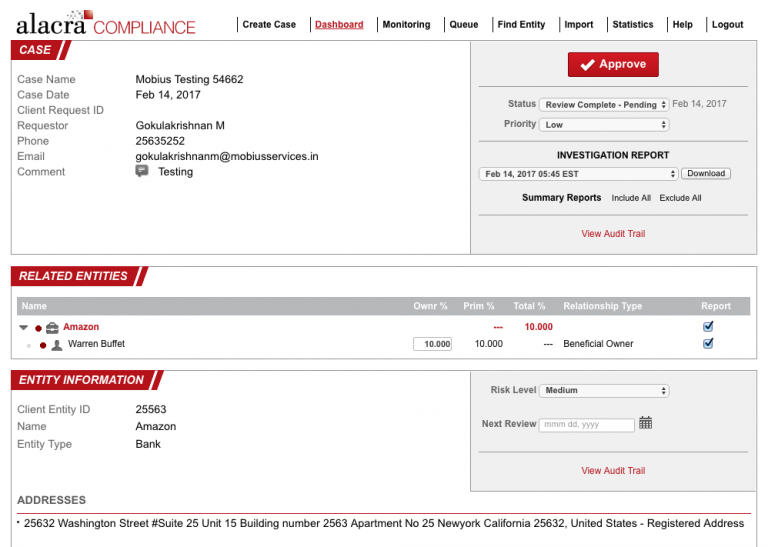 alacra COMPLIANCE
Create Case Dashboard Monitoring Queue Find Entity Import Statistics Help Logout
CASE
Case Name Mobius Testing 54662
Case Date Feb 14, 2017
Client Request ID
Requestor Gokulakrishnan M
Phone 25635252
Email gokulakrishnanm@mobiusservices.in
Comment Testing
Approve
Status Review Complete - Pending Feb 14, 2017
Priority Low
INVESTIGATION REPORT
Feb 14, 2017 05:45 EST Download
Summary Reports Include All Exclude All
View Audit Trail
RELATED ENTITIES
Name Ownr % Prim % Total % Relationship Type Report
Amazon --- 10.000
Warren Buffet 10.000 10.000 --- Beneficial Owner
ENTITY INFORMATION
Client Entity ID 25563
Name Amazon
Entity Type Bank
Risk Level Medium
Next Review mmm dd, yyyy
View Audit Trail
ADDRESSES
· 25632 Washington Street #Suite 25 Unit 15 Building number 2563 Apartment No 25 Newyork California 25632, United States - Registered Address